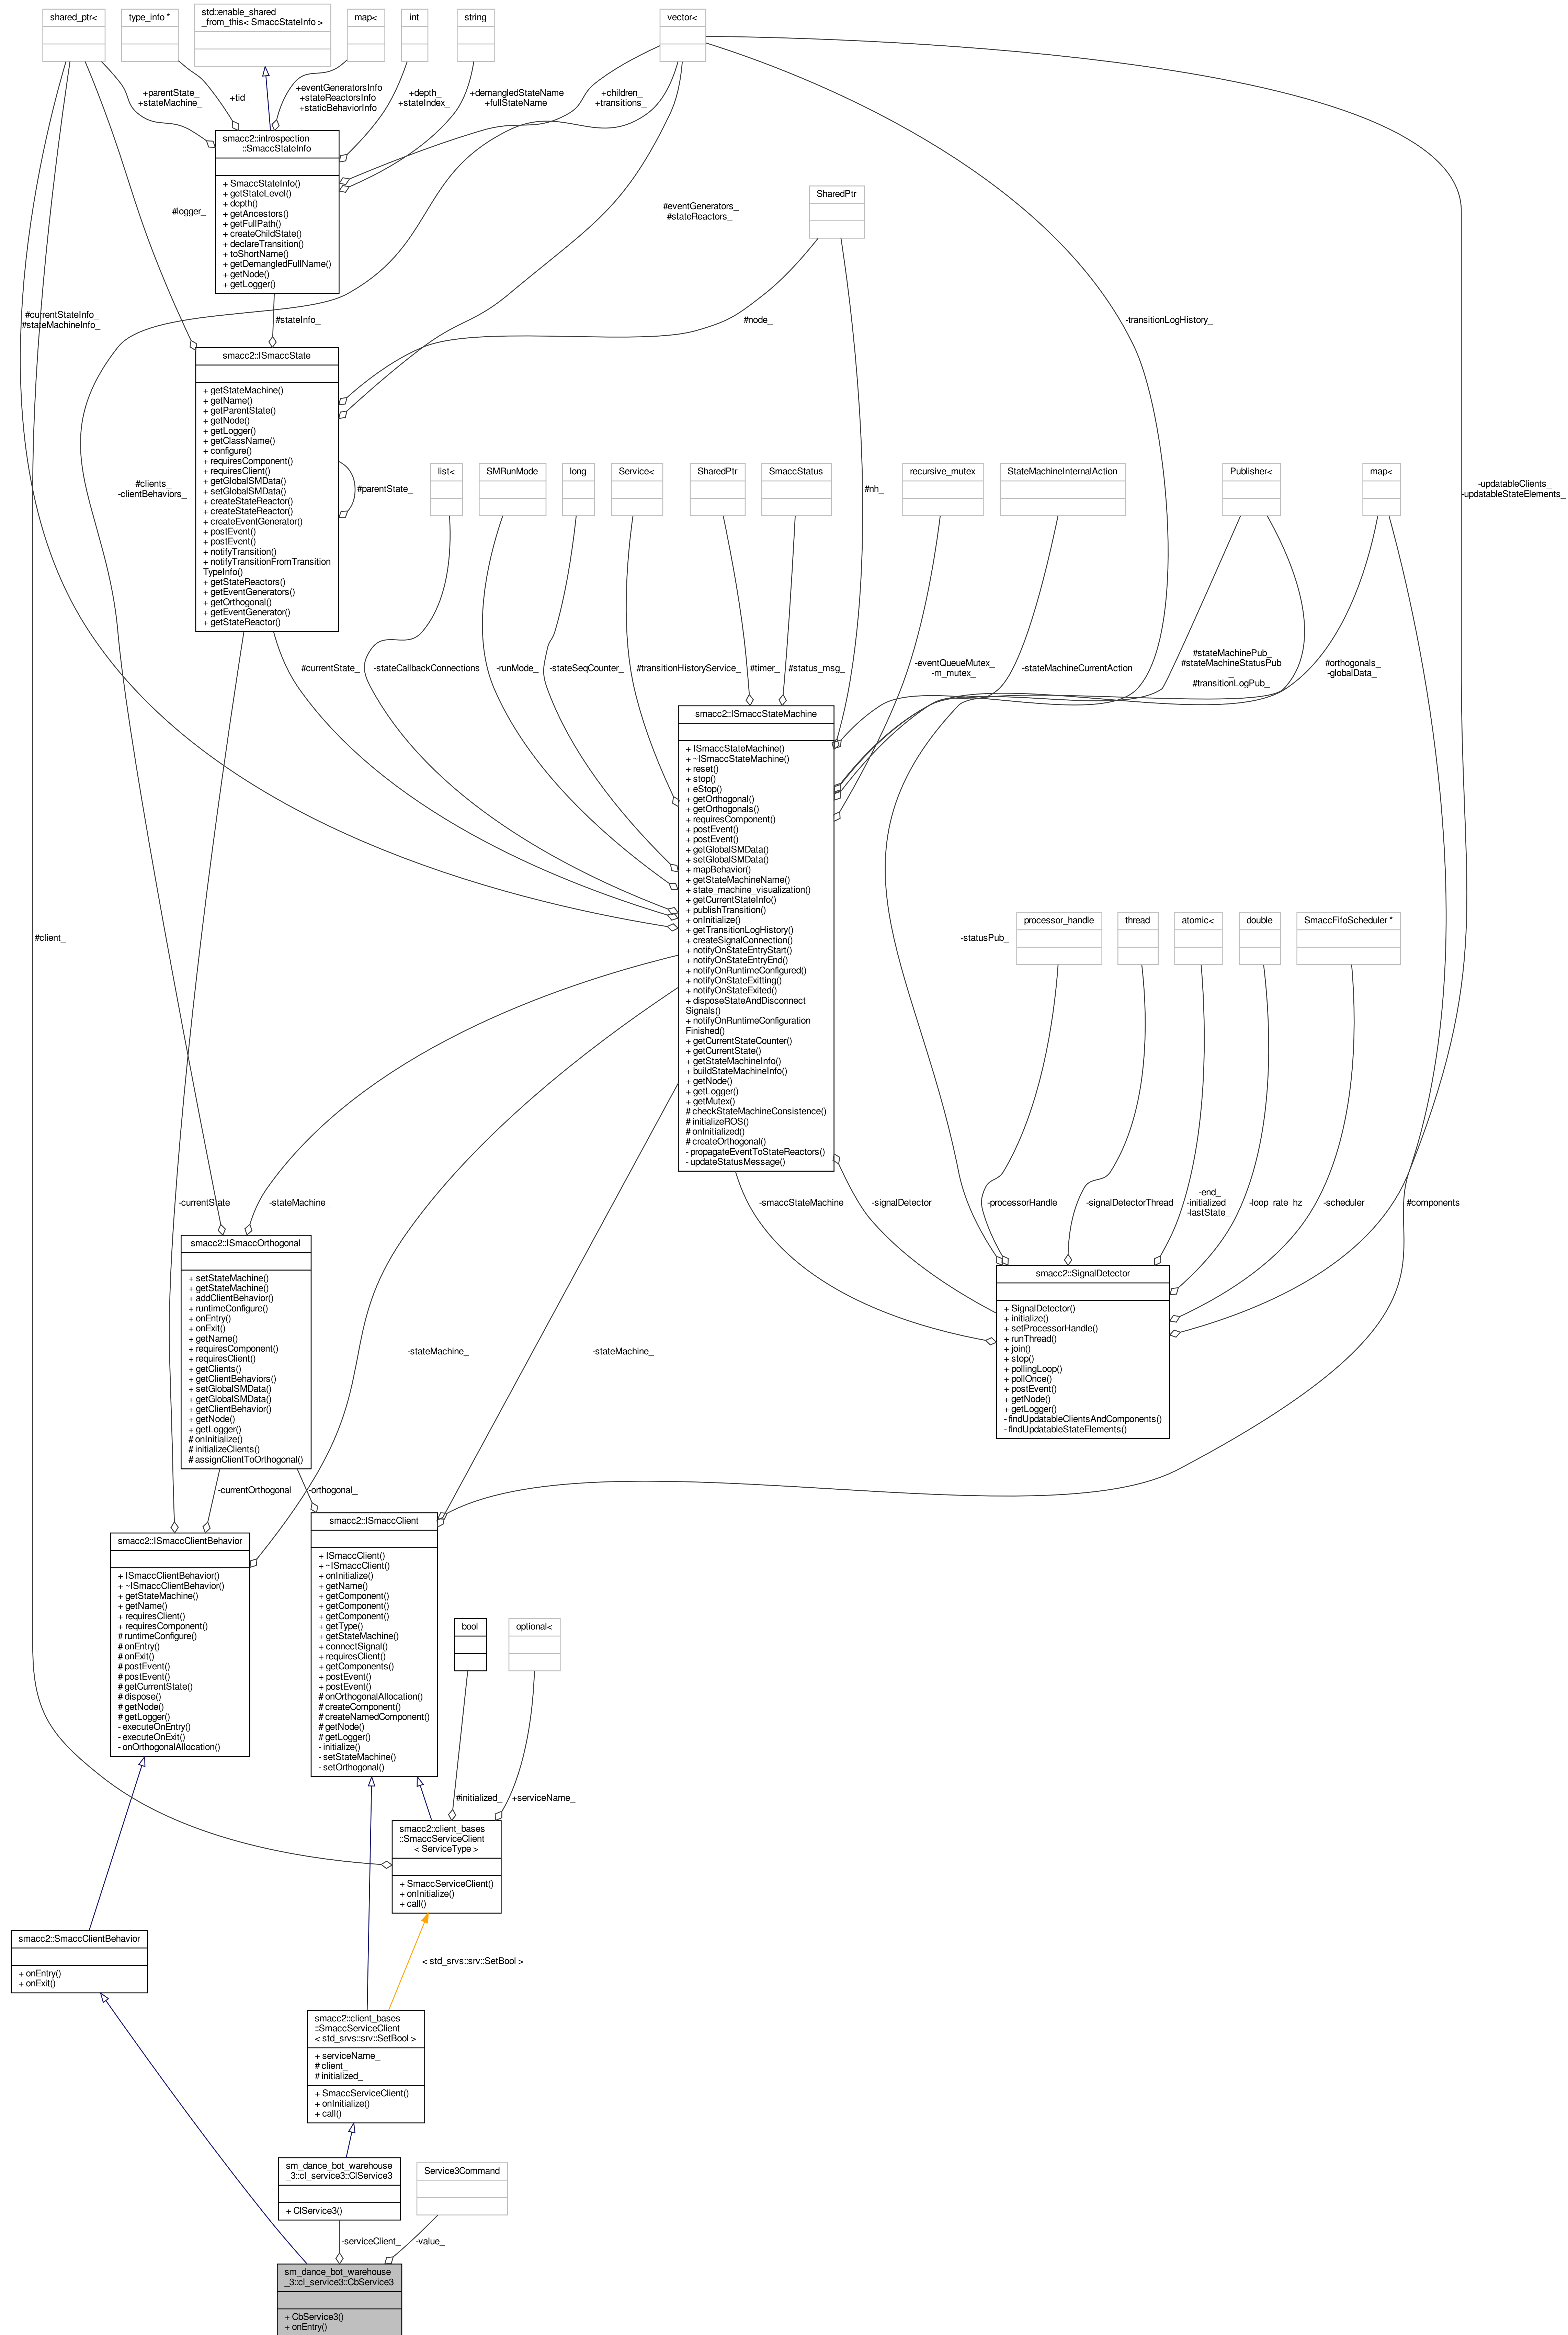 shared_ptr<
type_info *
std::enable_shared
_from_this< SmaccStateInfo >
map<
int
string
vector<
+parentState_
+stateMachine_
+tid_
+eventGeneratorsInfo
+stateReactorsInfo
+staticBehaviorInfo
+depth_
+stateIndex_
+demangledStateName
+fullStateName
+children_
+transitions_
smacc2::introspection
::SmaccStateInfo
+ SmaccStateInfo()
+ getStateLevel()
+ depth()
+ getAncestors()
+ getFullPath()
+ createChildState()
+ declareTransition()
+ toShortName()
+ getDemangledFullName()
+ getNode()
+ getLogger()
#logger_
#eventGenerators_
#stateReactors_
SharedPtr
#currentStateInfo_
#stateMachineInfo_
#stateInfo_
#node_
-transitionLogHistory_
smacc2::ISmaccState
+ getStateMachine()
+ getName()
+ getParentState()
+ getNode()
+ getLogger()
+ getClassName()
+ configure()
+ requiresComponent()
+ requiresClient()
+ getGlobalSMData()
+ setGlobalSMData()
+ createStateReactor()
+ createStateReactor()
+ createEventGenerator()
+ postEvent()
+ postEvent()
+ notifyTransition()
+ notifyTransitionFromTransition
TypeInfo()
+ getStateReactors()
+ getEventGenerators()
+ getOrthogonal()
+ getEventGenerator()
+ getStateReactor()
#clients_
-clientBehaviors_
#parentState_
list<
SMRunMode
long
Service<
SharedPtr
SmaccStatus
#nh_
recursive_mutex
StateMachineInternalAction
Publisher<
map<
-updatableClients_
-updatableStateElements_
#currentState_
-stateCallbackConnections
-runMode_
-stateSeqCounter_
#transitionHistoryService_
#timer_
#status_msg_
-eventQueueMutex_
-m_mutex_
-stateMachineCurrentAction
#stateMachinePub_
#stateMachineStatusPub
_
#transitionLogPub_
#orthogonals_
-globalData_
smacc2::ISmaccStateMachine
+ ISmaccStateMachine()
+ ~ISmaccStateMachine()
+ reset()
+ stop()
+ eStop()
+ getOrthogonal()
+ getOrthogonals()
+ requiresComponent()
+ postEvent()
+ postEvent()
+ getGlobalSMData()
+ setGlobalSMData()
+ mapBehavior()
+ getStateMachineName()
+ state_machine_visualization()
+ getCurrentStateInfo()
+ publishTransition()
+ onInitialize()
+ getTransitionLogHistory()
+ createSignalConnection()
+ notifyOnStateEntryStart()
+ notifyOnStateEntryEnd()
+ notifyOnRuntimeConfigured()
+ notifyOnStateExitting()
+ notifyOnStateExited()
+ disposeStateAndDisconnect
Signals()
+ notifyOnRuntimeConfiguration
Finished()
+ getCurrentStateCounter()
+ getCurrentState()
+ getStateMachineInfo()
+ buildStateMachineInfo()
+ getNode()
+ getLogger()
+ getMutex()
# checkStateMachineConsistence()
# initializeROS()
# onInitialized()
# createOrthogonal()
- propagateEventToStateReactors()
- updateStatusMessage()
#client_
-statusPub_
processor_handle
thread
atomic<
double
SmaccFifoScheduler *
-currentState
-stateMachine_
-smaccStateMachine_
-signalDetector_
-processorHandle_
-signalDetectorThread_
-end_
-initialized_
-lastState_
-loop_rate_hz
-scheduler_
#components_
smacc2::ISmaccOrthogonal
+ setStateMachine()
+ getStateMachine()
+ addClientBehavior()
+ runtimeConfigure()
+ onEntry()
+ onExit()
+ getName()
+ requiresComponent()
+ requiresClient()
+ getClients()
+ getClientBehaviors()
+ setGlobalSMData()
+ getGlobalSMData()
+ getClientBehavior()
+ getNode()
+ getLogger()
# onInitialize()
# initializeClients()
# assignClientToOrthogonal()
smacc2::SignalDetector
+ SignalDetector()
+ initialize()
+ setProcessorHandle()
+ runThread()
+ join()
+ stop()
+ pollingLoop()
+ pollOnce()
+ postEvent()
+ getNode()
+ getLogger()
- findUpdatableClientsAndComponents()
- findUpdatableStateElements()
-stateMachine_
-stateMachine_
-currentOrthogonal
-orthogonal_
smacc2::ISmaccClientBehavior
+ ISmaccClientBehavior()
+ ~ISmaccClientBehavior()
+ getStateMachine()
+ getName()
+ requiresClient()
+ requiresComponent()
# runtimeConfigure()
# onEntry()
# onExit()
# postEvent()
# postEvent()
# getCurrentState()
# dispose()
# getNode()
# getLogger()
- executeOnEntry()
- executeOnExit()
- onOrthogonalAllocation()
smacc2::ISmaccClient
+ ISmaccClient()
+ ~ISmaccClient()
+ onInitialize()
+ getName()
+ getComponent()
+ getComponent()
+ getComponent()
+ getType()
+ getStateMachine()
+ connectSignal()
+ requiresClient()
+ getComponents()
+ postEvent()
+ postEvent()
# onOrthogonalAllocation()
# createComponent()
# createNamedComponent()
# getNode()
# getLogger()
- initialize()
- setStateMachine()
- setOrthogonal()
bool
optional<
#initialized_
+serviceName_
smacc2::client_bases
::SmaccServiceClient
< ServiceType >
+ SmaccServiceClient()
+ onInitialize()
+ call()
smacc2::SmaccClientBehavior
+ onEntry()
+ onExit()
< std_srvs::srv::SetBool >
smacc2::client_bases
::SmaccServiceClient
< std_srvs::srv::SetBool >
+ serviceName_
# client_
# initialized_
+ SmaccServiceClient()
+ onInitialize()
+ call()
sm_dance_bot_warehouse
_3::cl_service3::ClService3
+ ClService3()
Service3Command
-serviceClient_
-value_
sm_dance_bot_warehouse
_3::cl_service3::CbService3
+ CbService3()
+ onEntry()